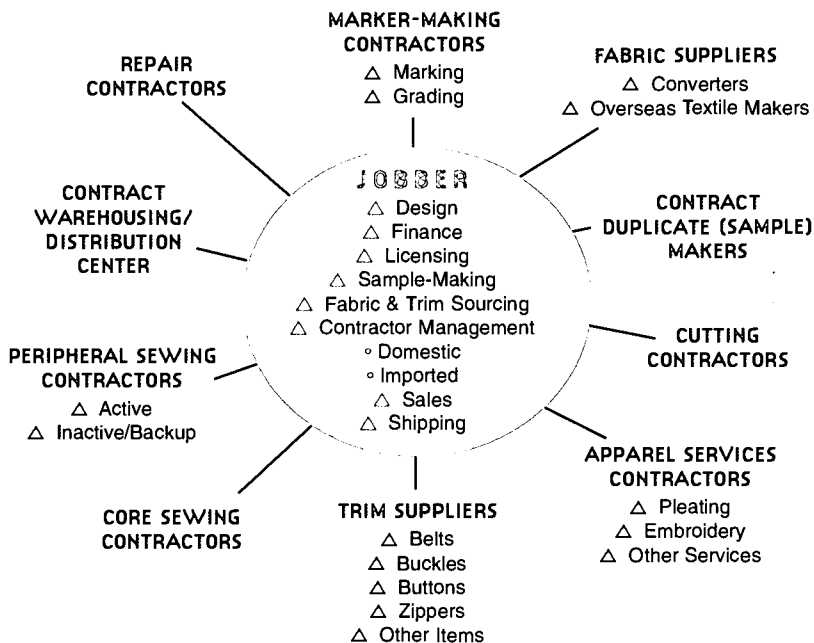 MARKER-MAKING
CONTRACTORS
△ Marking
△ Grading
FABRIC SUPPLIERS
△ Converters
△ Overseas Textile Makers
REPAIR
CONTRACTORS
CONTRACT
WAREHOUSING/
DISTRIBUTION
CENTER
JOBBER
△ Design
△ Finance
△ Licensing
△ Sample-Making
△ Fabric & Trim Sourcing
△ Contractor Management
° Domestic
° Imported
△ Sales
△ Shipping
CONTRACT
DUPLICATE (SAMPLE)
MAKERS
CUTTING
CONTRACTORS
PERIPHERAL SEWING
CONTRACTORS
△ Active
△ Inactive/Backup
APPAREL SERVICES
CONTRACTORS
△ Pleating
△ Embroidery
△ Other Services
CORE SEWING
CONTRACTORS
TRIM SUPPLIERS
△ Belts
△ Buckles
△ Buttons
△ Zippers
△ Other Items